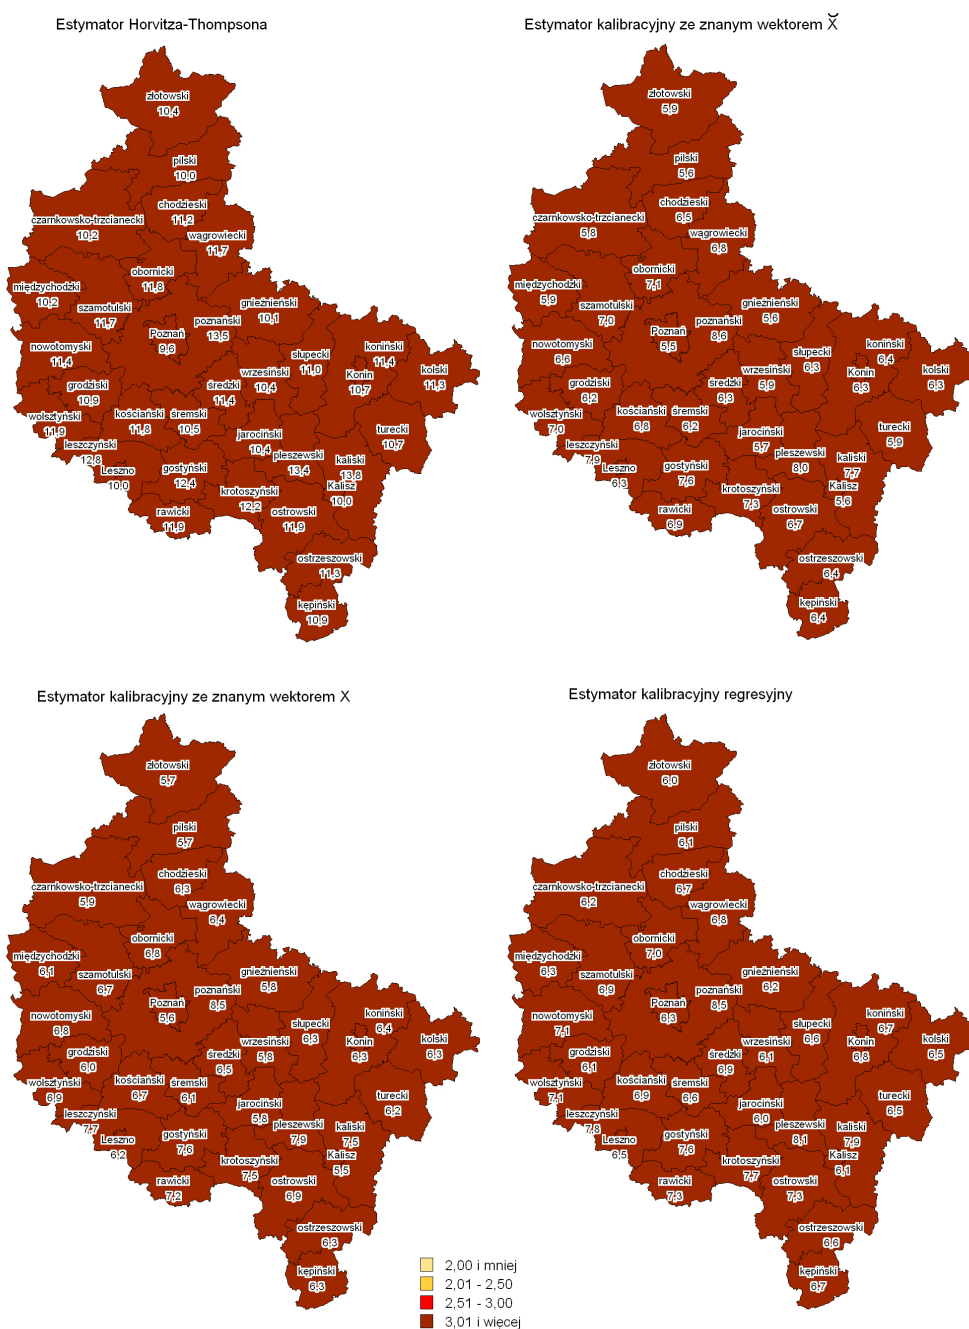 Estymator Horvitza-Thompsona
złotowski
10,4
pilski
10,0
chodzieski
11,2
czarnkowsko-trzcianecki
10,2
wągrowiecki
11,7
obornicki
11,8
międzychodzki
10,2
szamotulski
11,7
gnieźnieński
10,1
poznański
13,5
Poznań
9,6
nowotomyski
11,4
słupecki
11,0
koniński
11,4
wrzesiński
10,4
Konin
10,7
kolski
11,3
grodziski
10,9
średzki
11,4
wolsztyński
11,9
kościański
11,8
śremski
10,5
jarociński
10,4
turecki
10,7
leszczyński
12,8
pleszewski
13,4
kaliski
13,8
Leszno
10,0
gostyński
12,4
Kalisz
10,0
krotoszyński
12,2
rawicki
11,9
ostrowski
11,9
ostrzeszowski
11,3
kępiński
10,9
Estymator kalibracyjny ze znanym wektorem X̆
złotowski
5,9
pilski
5,6
chodzieski
6,5
czarnkowsko-trzcianecki
5,8
wągrowiecki
6,8
obornicki
7,1
międzychodzki
5,9
szamotulski
7,0
gnieźnieński
5,6
poznański
8,6
Poznań
5,5
nowotomyski
6,6
słupecki
6,3
koniński
6,4
wrzesiński
5,9
Konin
6,3
kolski
6,3
grodziski
6,2
średzki
6,3
wolsztyński
7,0
kościański
6,8
śremski
6,2
jarociński
5,7
turecki
5,9
leszczyński
7,9
pleszewski
8,0
kaliski
7,7
Leszno
6,3
gostyński
7,6
Kalisz
5,6
krotoszyński
7,3
rawicki
6,9
ostrowski
6,7
ostrzeszowski
6,4
kępiński
6,4
Estymator kalibracyjny ze znanym wektorem X
złotowski
5,7
pilski
5,7
chodzieski
6,3
czarnkowsko-trzcianecki
5,9
wągrowiecki
6,4
obornicki
6,8
międzychodzki
6,1
szamotulski
6,7
gnieźnieński
5,8
poznański
8,5
Poznań
5,6
nowotomyski
6,8
słupecki
6,3
koniński
6,4
wrzesiński
5,8
Konin
6,3
kolski
6,3
grodziski
6,0
średzki
6,5
wolsztyński
6,9
kościański
6,7
śremski
6,1
jarociński
5,8
turecki
6,2
leszczyński
7,7
pleszewski
7,9
kaliski
7,5
Leszno
6,2
gostyński
7,6
Kalisz
5,5
krotoszyński
7,5
rawicki
7,2
ostrowski
6,9
ostrzeszowski
6,3
kępiński
6,3
Estymator kalibracyjny regresyjny
złotowski
6,0
pilski
6,1
chodzieski
6,7
czarnkowsko-trzcianecki
6,2
wągrowiecki
6,8
obornicki
7,0
międzychodzki
6,3
szamotulski
6,9
gnieźnieński
6,2
poznański
8,5
Poznań
6,3
nowotomyski
7,1
słupecki
6,6
koniński
6,7
wrzesiński
6,1
Konin
6,8
kolski
6,5
grodziski
6,1
średzki
6,9
wolsztyński
7,1
kościański
6,9
śremski
6,6
jarociński
6,0
turecki
6,5
leszczyński
7,8
pleszewski
8,1
kaliski
7,9
Leszno
6,5
gostyński
7,6
Kalisz
6,1
krotoszyński
7,7
rawicki
7,3
ostrowski
7,3
ostrzeszowski
6,6
kępiński
6,7
2,00 i mniej
2,01 - 2,50
2,51 - 3,00
3,01 i więcej